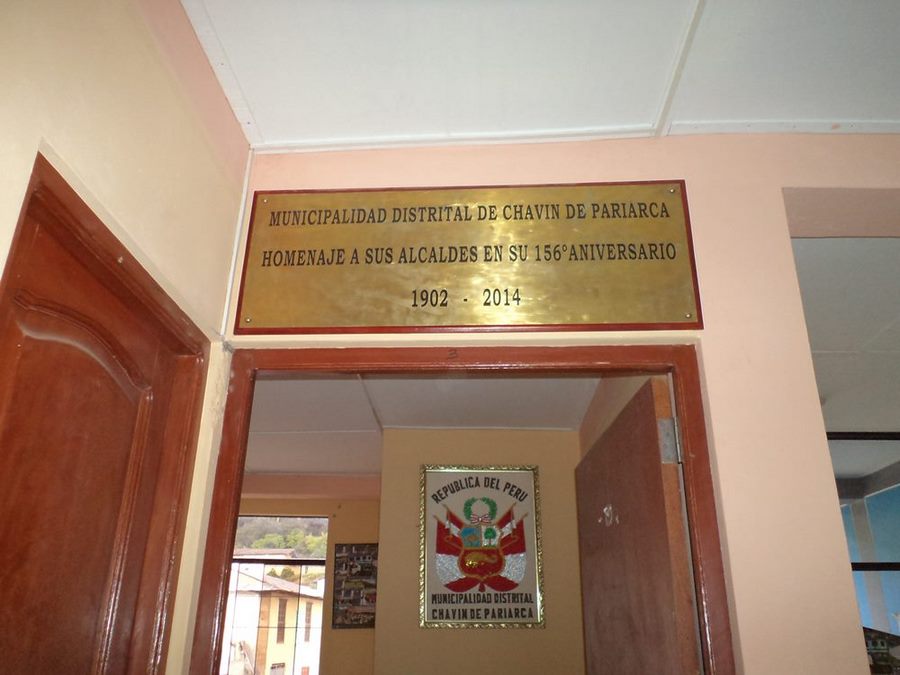 MUNICIPALIDAD DISTRITAL DE CHAVIN DE PARIARCA
HOMENAJE A SUS ALCALDES EN SU 156°ANIVERSARIO
1902 - 2014
3
REPUBLICA DEL PERU
MUNICIPALIDAD DISTRITAL
CHAVIN DE PARIARCA